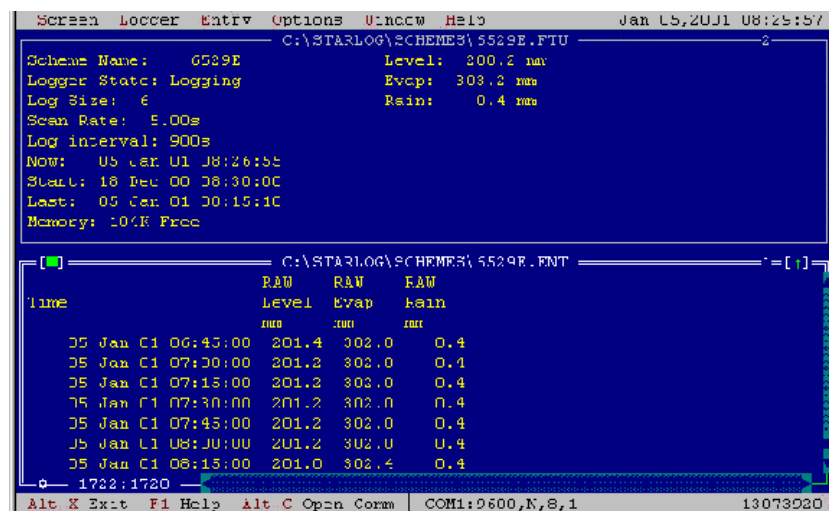 Screen Logger Entry Options Window Help Jan 05,2001 08:29:57
C:\STARLOG\SCHEMES\6529E.FTU 2
Scheme Name: 6529E Level: 200.2 mm
Logger State: Logging Evap: 303.2 mm
Log Size: 6 Rain: 0.4 mm
Scan Rate: 5.00s
Log interval: 900s
Now: 05 Jan 01 08:26:55
Start: 18 Dec 00 08:30:00
Last: 05 Jan 01 00:15:10
Memory: 104K Free
C:\STARLOG\SCHEMES\6529E.ENT
RAW RAW RAW
Time Level Evap Rain
mm mm mm
05 Jan 01 06:45:00 201.4 302.0 0.4
05 Jan 01 07:00:00 201.2 302.0 0.4
05 Jan 01 07:15:00 201.2 302.0 0.4
05 Jan 01 07:30:00 201.2 302.0 0.4
05 Jan 01 07:45:00 201.2 302.0 0.4
05 Jan 01 08:00:00 201.2 302.0 0.4
05 Jan 01 08:15:00 201.0 302.4 0.4
1722:1720
Alt X Exit F1 Help Alt C Open Comm COM1:9600,N,8,1 13073920